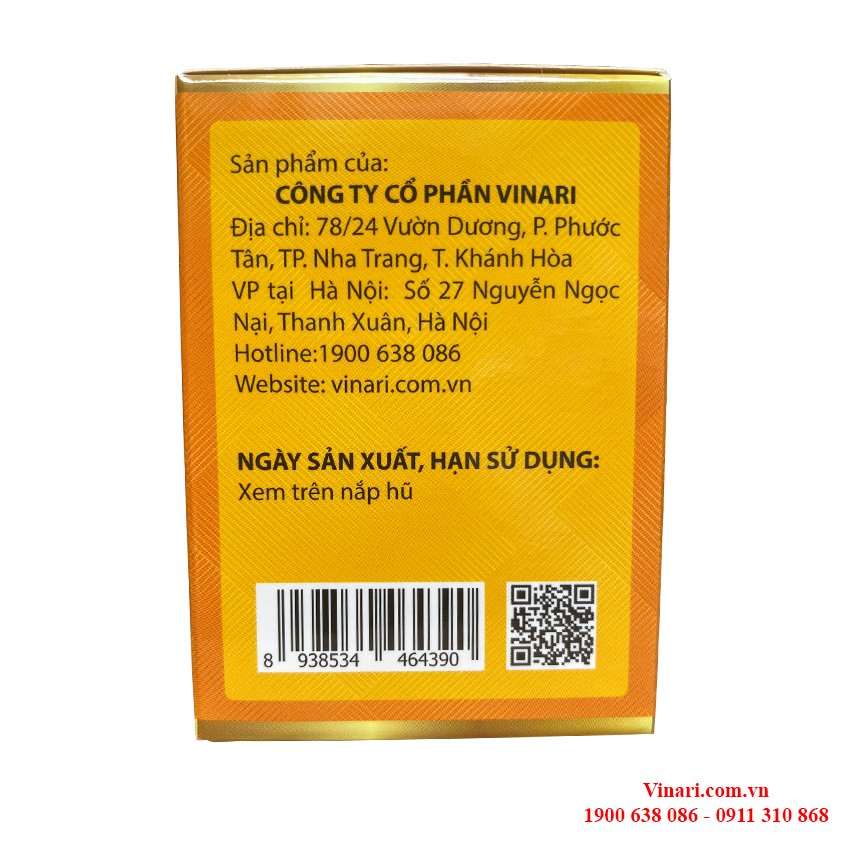 Sản phẩm của:
CÔNG TY CỔ PHẦN VINARI
Địa chỉ: 78/24 Vườn Dương, P. Phước
Tân, TP. Nha Trang, T. Khánh Hòa
VP tại Hà Nội: Số 27 Nguyễn Ngọc
Nại, Thanh Xuân, Hà Nội
Hotline:1900 638 086
Website: vinari.com.vn
NGÀY SẢN XUẤT, HẠN SỬ DỤNG:
Xem trên nắp hũ
8 938534 464390
Vinari.com.vn
1900 638 086 - 0911 310 868